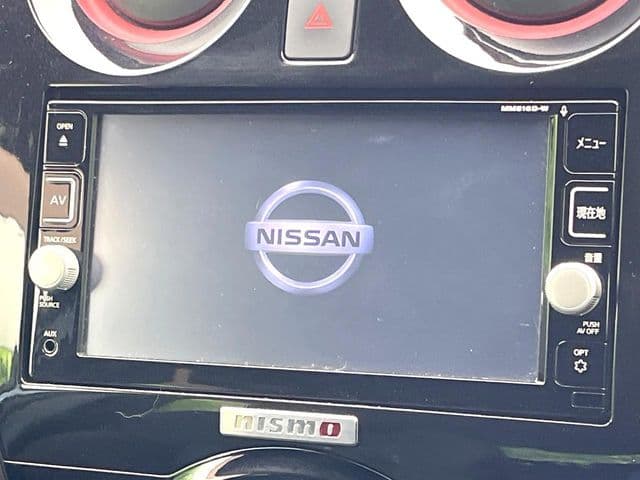 MM516D-W
OPEN
メニュー
AV
現在地
TRACK/SEEK
音量
NISSAN
PUSH
SOURCE
PUSH
AV OFF
AUX
OPT
nismo